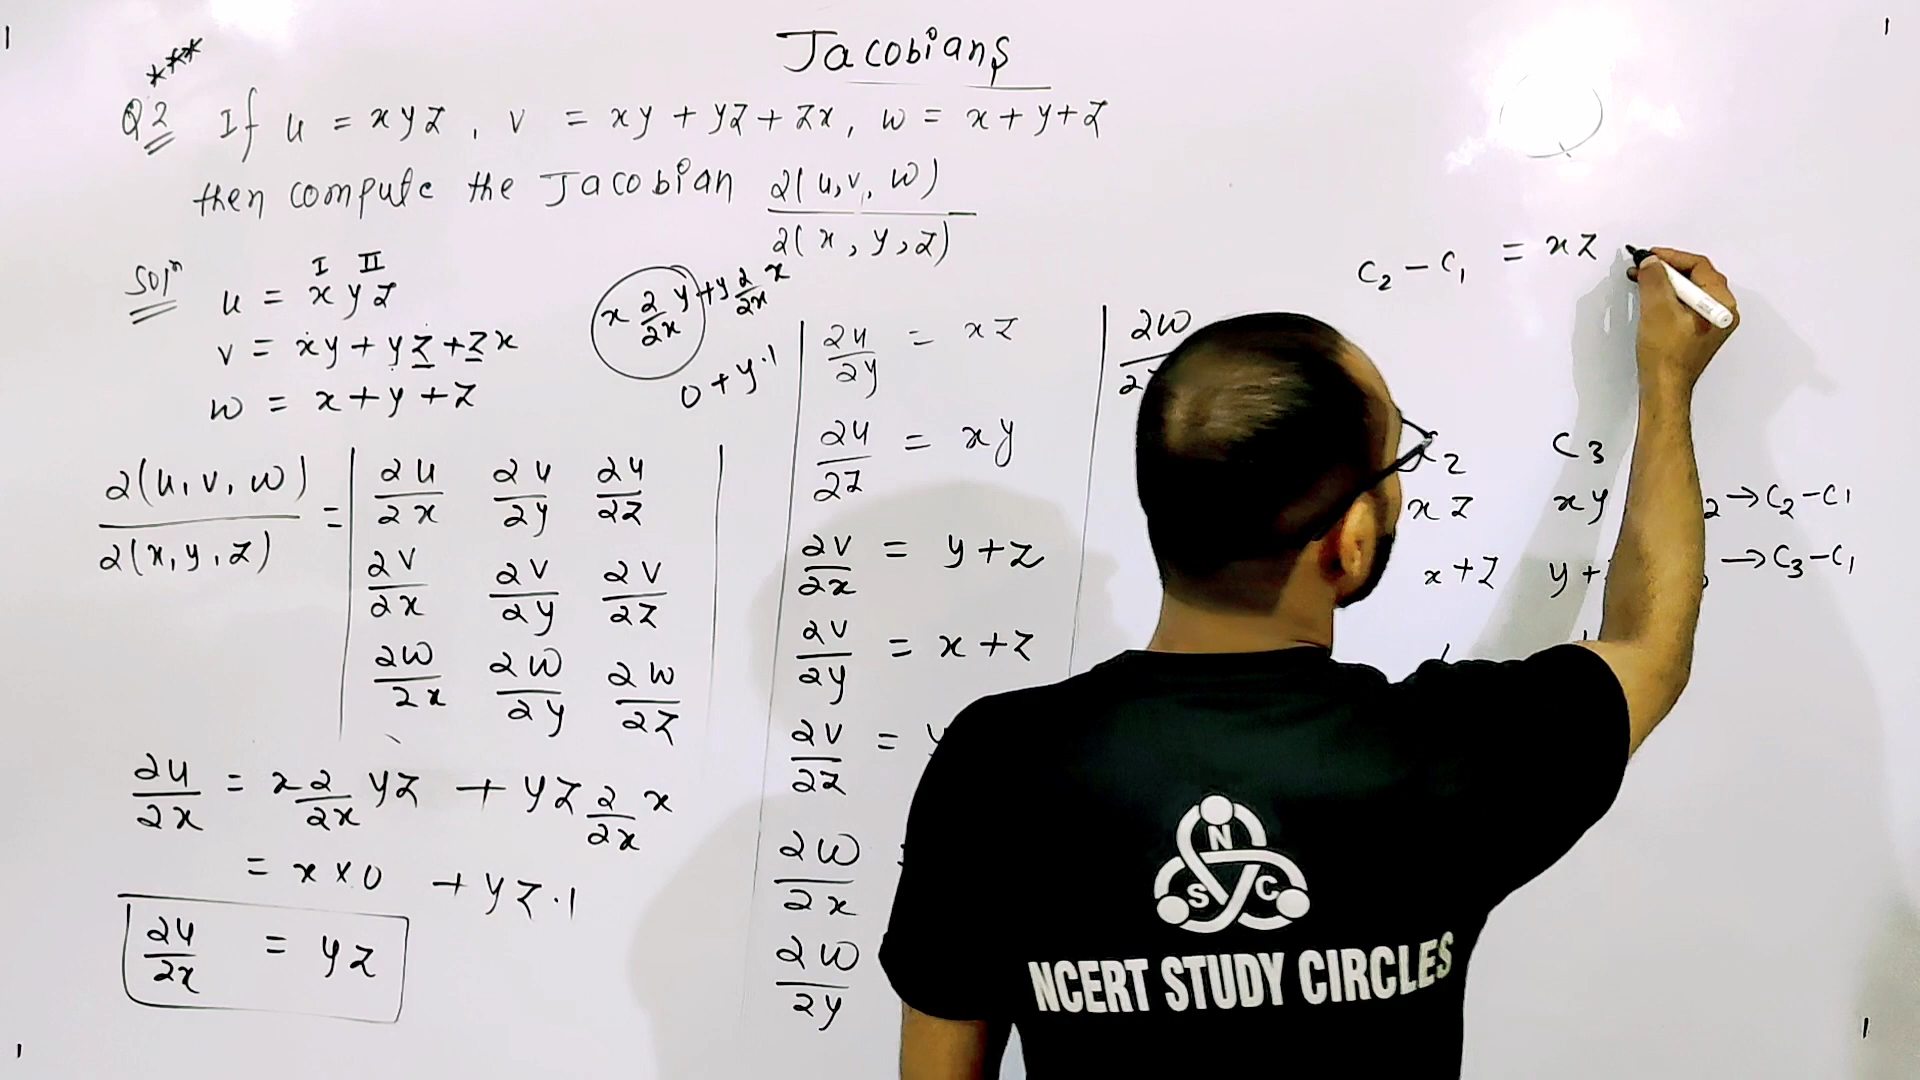 Jacobians
***
Q2 If u = xyz, v = xy + yz + zx, w = x+y+z
then compute the Jacobian ∂(u,v,w)/∂(x,y,z)
Solⁿ
I II
u = xyz
v = xy + yz + zx
w = x+y+z
x ∂/∂x y + y ∂/∂x x
0 + y.1
∂(u,v,w)/∂(x,y,z) = | ∂u/∂x ∂u/∂y ∂u/∂z |
| ∂v/∂x ∂v/∂y ∂v/∂z |
| ∂w/∂x ∂w/∂y ∂w/∂z |
∂u/∂x = x ∂/∂x yz + yz ∂/∂x x
= x×0 + yz.1
∂u/∂x = yz
∂u/∂y = xz
∂u/∂z = xy
∂v/∂x = y+z
∂v/∂y = x+z
∂v/∂z =
∂w/∂x
∂w/∂y
∂w
C2 – C1 = xz
C3
xz xy → C2–C1
x+z y+ → C3–C1
N S C
NCERT STUDY CIRCLES